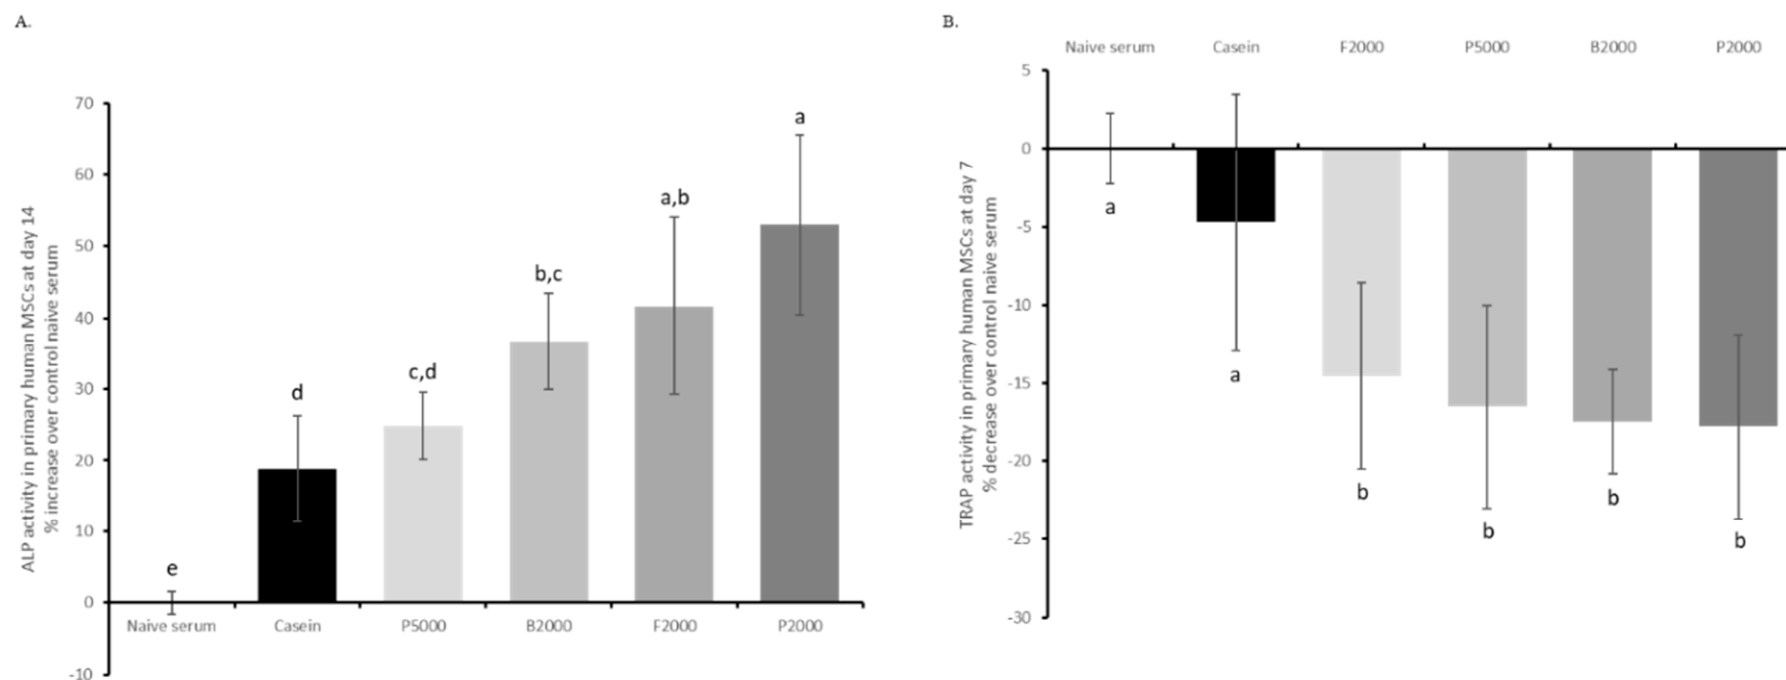 A.
ALP activity in primary human MSCs at day 14
% increase over control naive serum
70
60
50
40
30
20
10
0
-10
e
d
c,d
b,c
a,b
a
Naive serum Casein P5000 B2000 F2000 P2000
B.
Naive serum Casein F2000 P5000 B2000 P2000
TRAP activity in primary human MSCs at day 7
% decrease over control naive serum
5
0
-5
-10
-15
-20
-25
-30
a
a
b
b
b
b